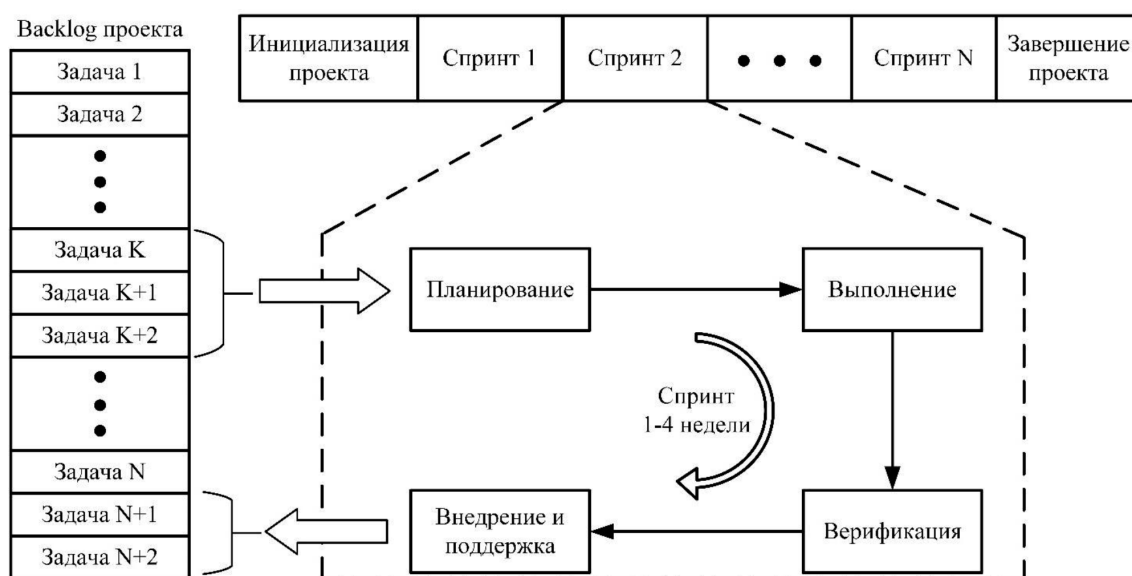 Backlog проекта
Задача 1
Задача 2
Задача K
Задача K+1
Задача K+2
Задача N
Задача N+1
Задача N+2
Инициализация
проекта
Спринт 1
Спринт 2
Спринт N
Завершение
проекта
Планирование
Выполнение
Спринт
1-4 недели
Внедрение и
поддержка
Верификация